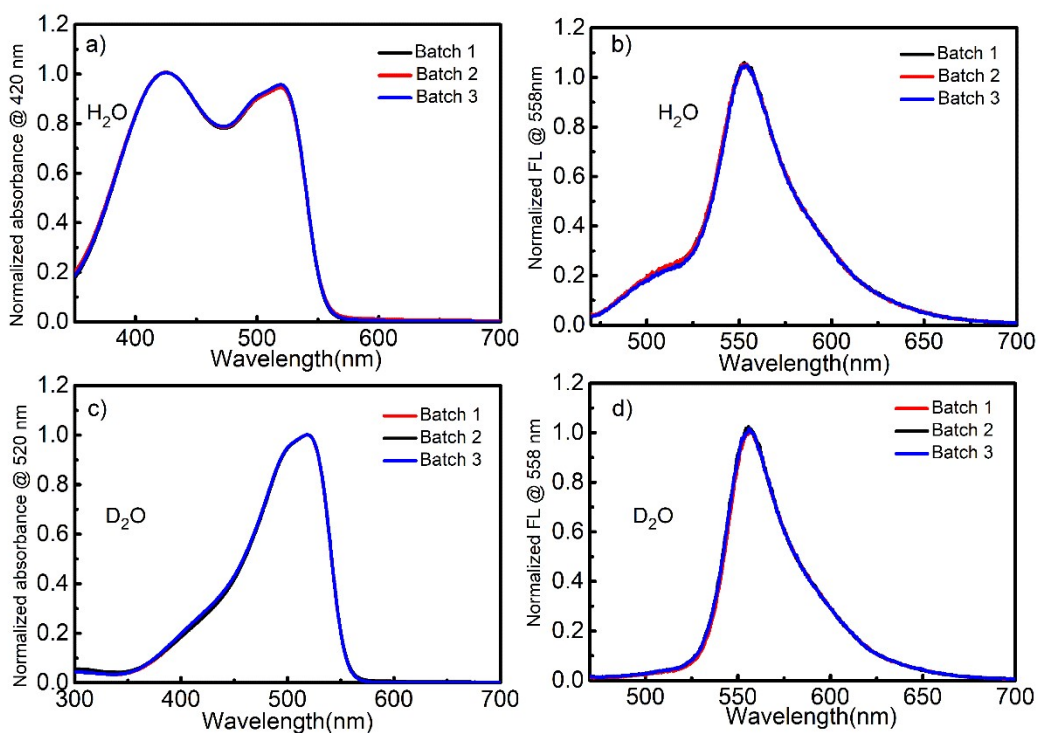 a)
H₂O
Batch 1
Batch 2
Batch 3
Normalized absorbance @ 420 nm
0.0
0.2
0.4
0.6
0.8
1.0
1.2
400
500
600
700
Wavelength(nm)
b)
H₂O
Batch 1
Batch 2
Batch 3
Normalized FL @ 558nm
0.0
0.2
0.4
0.6
0.8
1.0
1.2
500
550
600
650
700
Wavelength(nm)
c)
D₂O
Batch 1
Batch 2
Batch 3
Normalized absorbance @ 520 nm
0.0
0.2
0.4
0.6
0.8
1.0
1.2
300
400
500
600
700
Wavelength(nm)
d)
D₂O
Batch 1
Batch 2
Batch 3
Normalized FL @ 558 nm
0.0
0.2
0.4
0.6
0.8
1.0
1.2
500
550
600
650
700
Wavelength(nm)